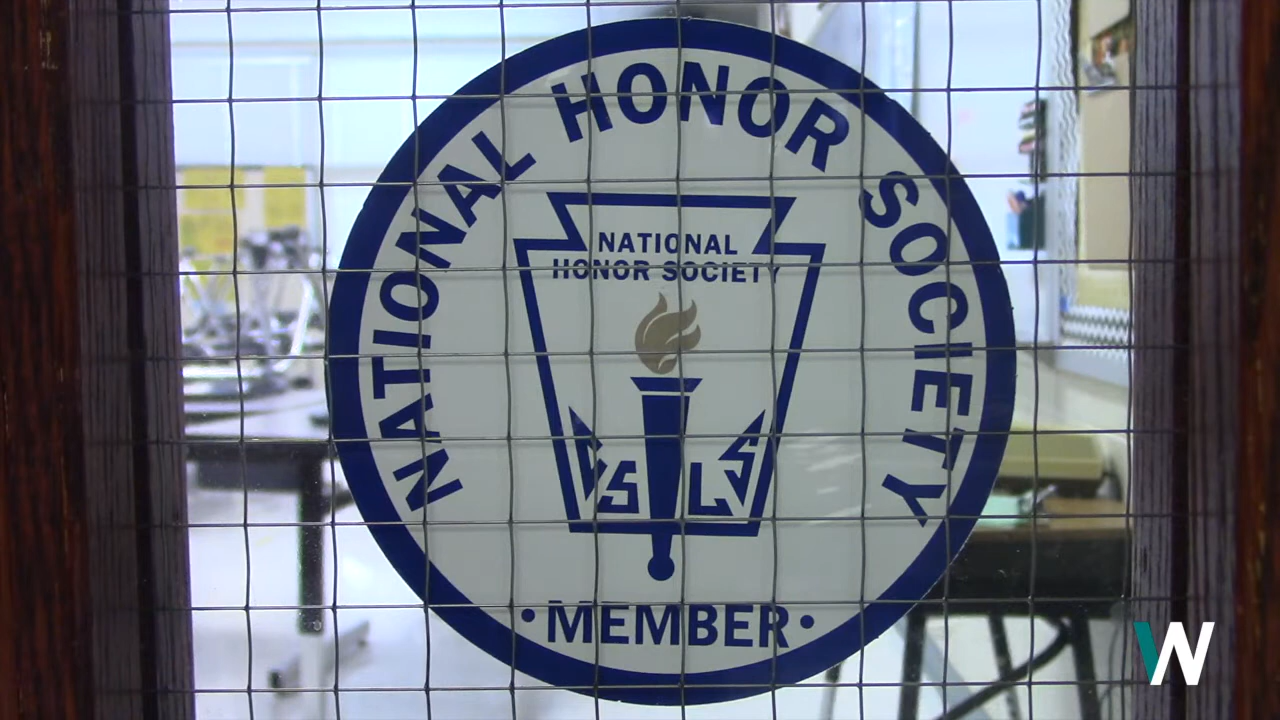 NATIONAL HONOR SOCIETY
NATIONAL
HONOR SOCIETY
C S L S
• MEMBER •
W